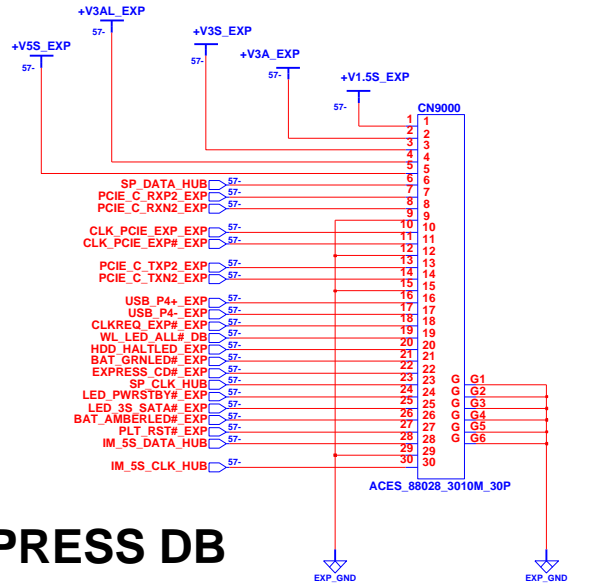 +V3AL_EXP
57-
+V5S_EXP
57-
+V3S_EXP
57-
+V3A_EXP
57-
+V1.5S_EXP
57-
CN9000
1 1
2 2
3 3
4 4
5 5
SP_DATA_HUB 57- 6 6
PCIE_C_RXP2_EXP 57- 7 7
PCIE_C_RXN2_EXP 57- 8 8
9 9
CLK_PCIE_EXP_EXP 57- 10 10
CLK_PCIE_EXP#_EXP 57- 11 11
12 12
PCIE_C_TXP2_EXP 57- 13 13
PCIE_C_TXN2_EXP 57- 14 14
15 15
USB_P4+_EXP 57- 16 16
USB_P4-_EXP 57- 17 17
CLKREQ_EXP#_EXP 57- 18 18
WL_LED_ALL#_DB 57- 19 19
HDD_HALTLED_EXP 57- 20 20
BAT_GRNLED#_EXP 57- 21 21
EXPRESS_CD#_EXP 57- 22 22
SP_CLK_HUB 57- 23 23 G G1
LED_PWRSTBY#_EXP 57- 24 24 G G2
LED_3S_SATA#_EXP 57- 25 25 G G3
BAT_AMBERLED#_EXP 57- 26 26 G G4
PLT_RST#_EXP 57- 27 27 G G5
IM_5S_DATA_HUB 57- 28 28 G G6
29 29
IM_5S_CLK_HUB 57- 30 30
ACES_88028_3010M_30P
PRESS DB
EXP_GND
EXP_GND